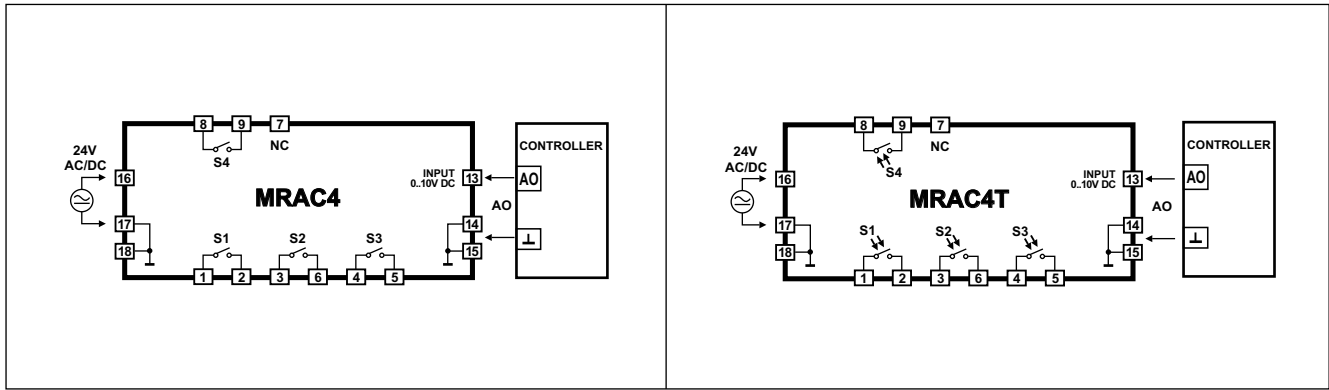 8 9 7
NC
S4
24V
AC/DC
16
17
18
MRAC4
INPUT
0..10V DC
13
AO
14
15
S1 S2 S3
1 2 3 6 4 5
CONTROLLER
AO
⊥
8 9 7
NC
S4
24V
AC/DC
16
17
18
MRAC4T
INPUT
0..10V DC
13
AO
14
15
S1 S2 S3
1 2 3 6 4 5
CONTROLLER
AO
⊥